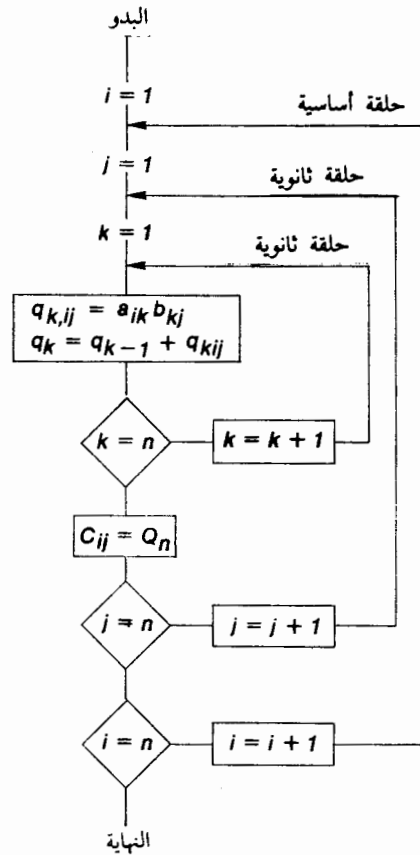 البدو
i = 1
حلقة أساسية
j = 1
حلقة ثانوية
k = 1
حلقة ثانوية
q_{k,ij} = a_{ik} b_{kj}
q_k = q_{k-1} + q_{kij}
k = n
k = k + 1
C_{ij} = Q_n
j = n
j = j + 1
i = n
i = i + 1
النهاية